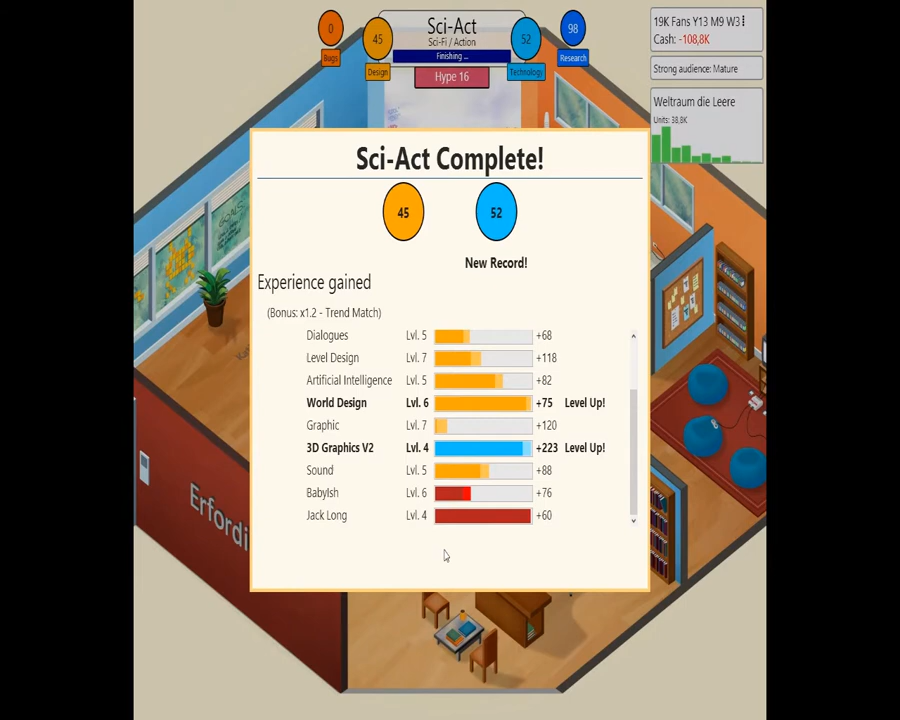 0
Bugs
45
Design
Sci-Act
Sci-Fi / Action
Finishing ...
Hype 16
52
Technology
98
Research
19K Fans Y13 M9 W3
Cash: -108,8K
Strong audience: Mature
Weltraum die Leere
Units: 38,8K
GOALS
Sci-Act Complete!
45
52
New Record!
Experience gained
(Bonus: x1.2 - Trend Match)
Dialogues Lvl. 5 +68
Level Design Lvl. 7 +118
Artificial Intelligence Lvl. 5 +82
World Design Lvl. 6 +75 Level Up!
Graphic Lvl. 7 +120
3D Graphics V2 Lvl. 4 +223 Level Up!
Sound Lvl. 5 +88
BabyIsh Lvl. 6 +76
Jack Long Lvl. 4 +60
Erfordi